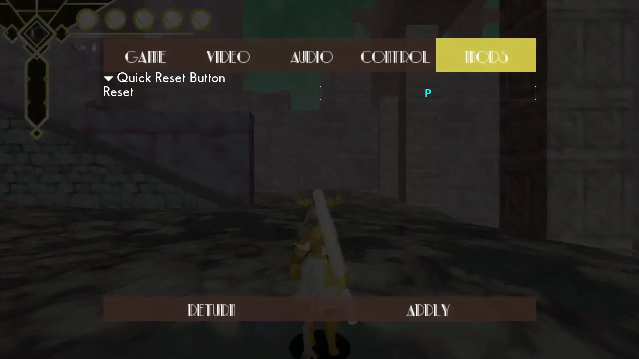 GAME VIDEO AUDIO CONTROL MODS
Quick Reset Button
Reset P
RETURN APPLY